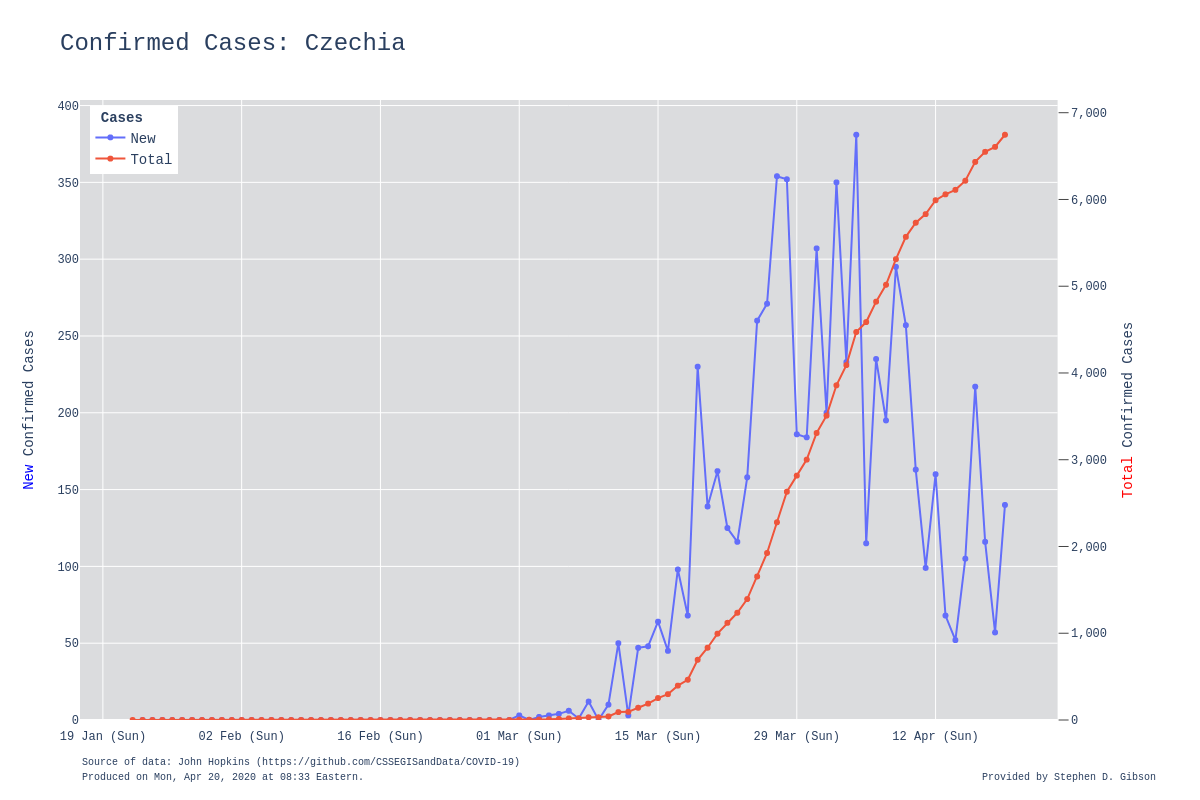 Confirmed Cases: Czechia
Cases
New
Total
400
350
300
250
200
150
100
50
0
7,000
6,000
5,000
4,000
3,000
2,000
1,000
0
New Confirmed Cases
Total Confirmed Cases
19 Jan (Sun) 02 Feb (Sun) 16 Feb (Sun) 01 Mar (Sun) 15 Mar (Sun) 29 Mar (Sun) 12 Apr (Sun)
Source of data: John Hopkins (https://github.com/CSSEGISandData/COVID-19)
Produced on Mon, Apr 20, 2020 at 08:33 Eastern.
Provided by Stephen D. Gibson